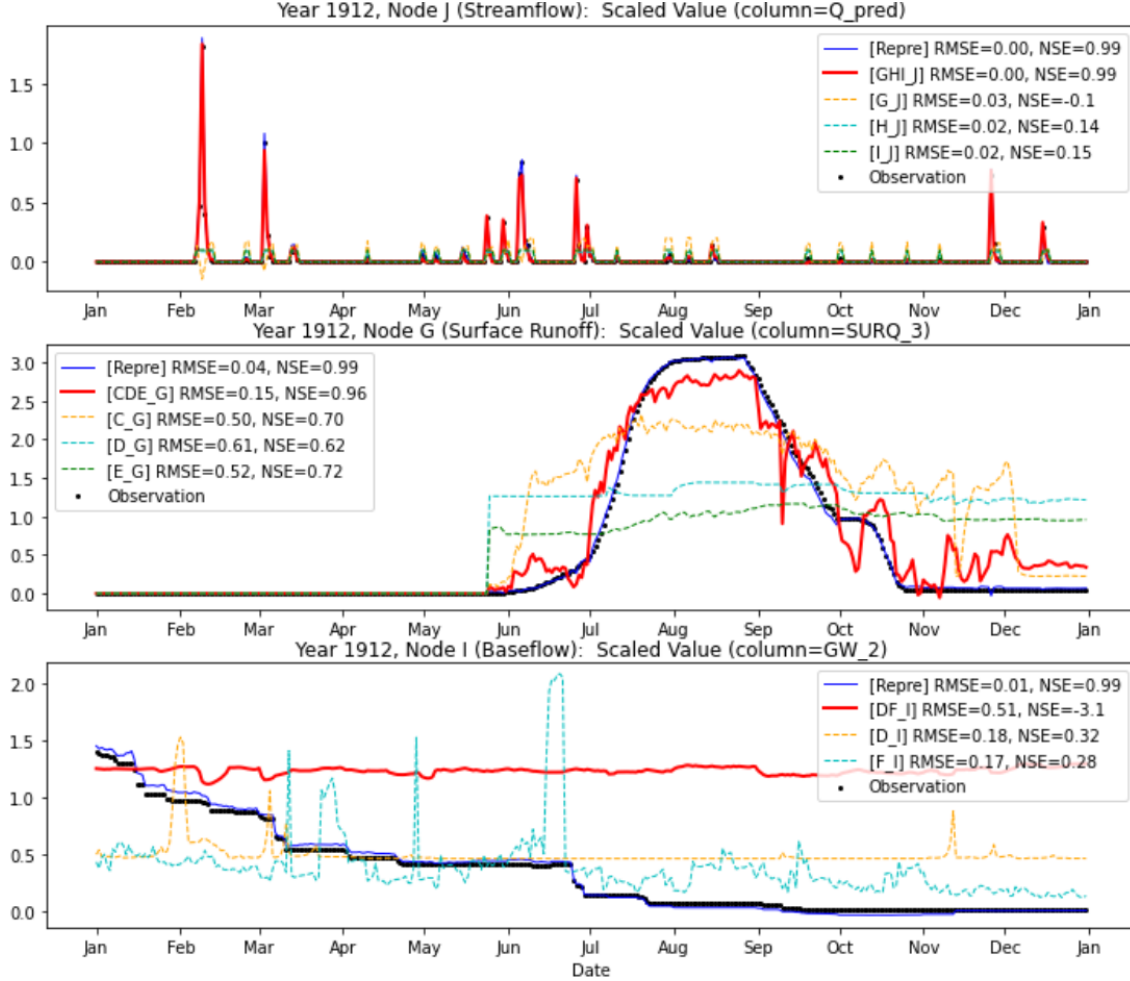 Year 1912, Node J (Streamflow): Scaled Value (column=Q_pred)
[Repre] RMSE=0.00, NSE=0.99
[GHI_J] RMSE=0.00, NSE=0.99
[G_J] RMSE=0.03, NSE=-0.1
[H_J] RMSE=0.02, NSE=0.14
[I_J] RMSE=0.02, NSE=0.15
Observation
1.5
1.0
0.5
0.0
Jan Feb Mar Apr May Jun Jul Aug Sep Oct Nov Dec Jan
Year 1912, Node G (Surface Runoff): Scaled Value (column=SURQ_3)
[Repre] RMSE=0.04, NSE=0.99
[CDE_G] RMSE=0.15, NSE=0.96
[C_G] RMSE=0.50, NSE=0.70
[D_G] RMSE=0.61, NSE=0.62
[E_G] RMSE=0.52, NSE=0.72
Observation
3.0
2.5
2.0
1.5
1.0
0.5
0.0
Jan Feb Mar Apr May Jun Jul Aug Sep Oct Nov Dec Jan
Year 1912, Node I (Baseflow): Scaled Value (column=GW_2)
[Repre] RMSE=0.01, NSE=0.99
[DF_I] RMSE=0.51, NSE=-3.1
[D_I] RMSE=0.18, NSE=0.32
[F_I] RMSE=0.17, NSE=0.28
Observation
2.0
1.5
1.0
0.5
0.0
Jan Feb Mar Apr May Jun Jul Aug Sep Oct Nov Dec Jan
Date